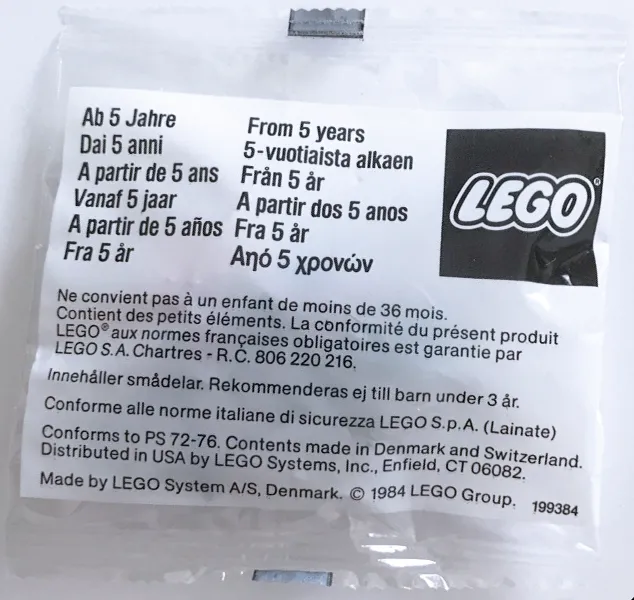 Ab 5 Jahre
Dai 5 anni
A partir de 5 ans
Vanaf 5 jaar
A partir de 5 años
Fra 5 år
From 5 years
5-vuotiaista alkaen
Från 5 år
A partir dos 5 anos
Fra 5 år
Aηó 5 χρονών
LEGO®
Ne convient pas à un enfant de moins de 36 mois.
Contient des petits éléments. La conformité du présent produit
LEGO® aux normes françaises obligatoires est garantie par
LEGO S.A. Chartres - R.C. 806 220 216.
Innehåller smådelar. Rekommenderas ej till barn under 3 år.
Conforme alle norme italiane di sicurezza LEGO S.p.A. (Lainate)
Conforms to PS 72-76. Contents made in Denmark and Switzerland.
Distributed in USA by LEGO Systems, Inc., Enfield, CT 06082.
Made by LEGO System A/S, Denmark. © 1984 LEGO Group. 199384